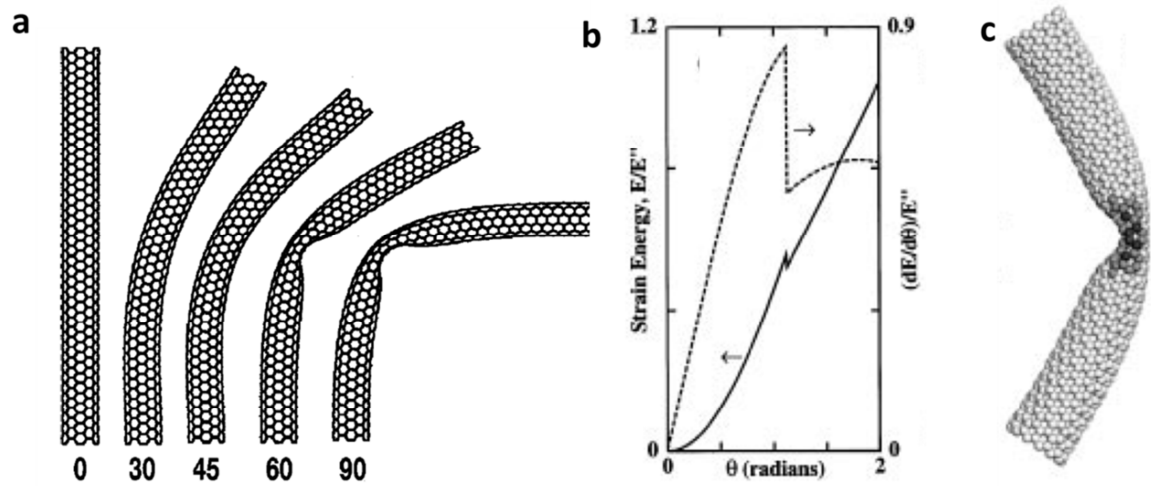 a
0 30 45 60 90
b
1.2
0.9
Strain Energy, E/E"
(dE/dθ)/E"
0
0
0
2
θ (radians)
c